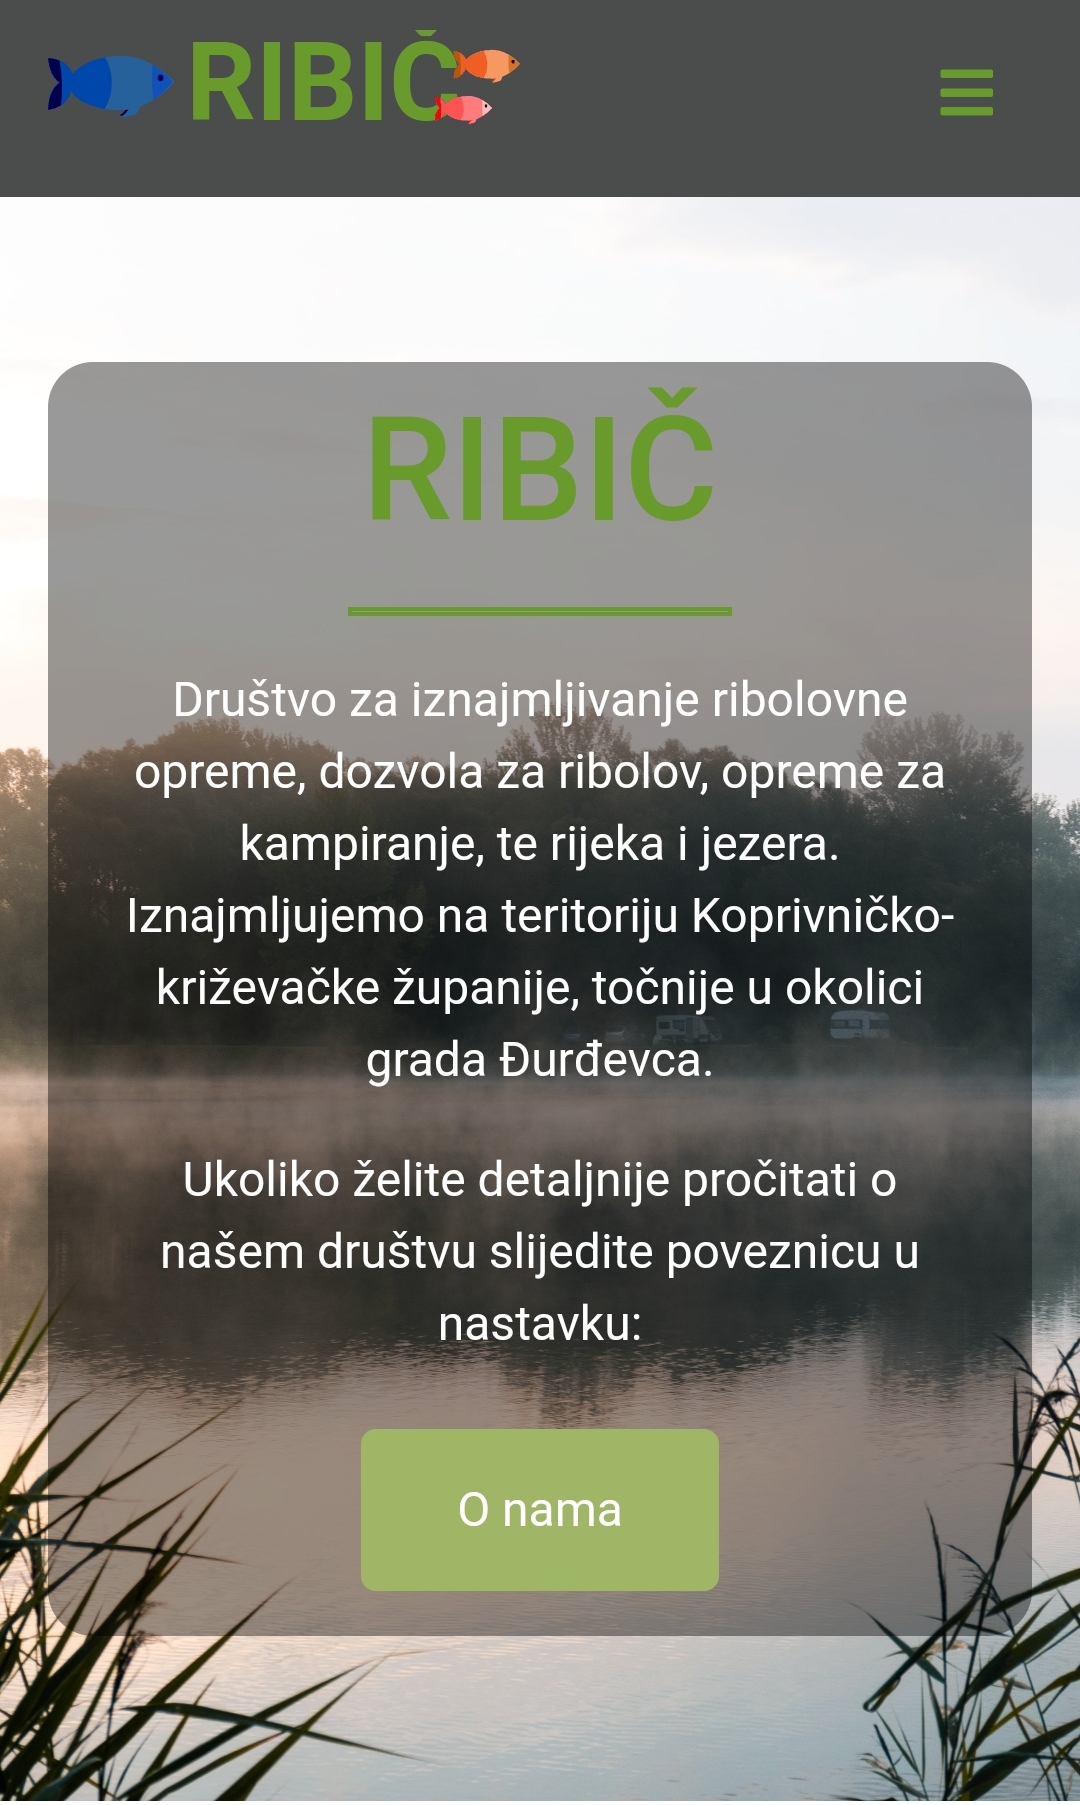 RIBIČ
RIBIČ
Društvo za iznajmljivanje ribolovne
opreme, dozvola za ribolov, opreme za
kampiranje, te rijeka i jezera.
Iznajmljujemo na teritoriju Koprivničko-
križevačke županije, točnije u okolici
grada Đurđevca.
Ukoliko želite detaljnije pročitati o
našem društvu slijedite poveznicu u
nastavku:
O nama